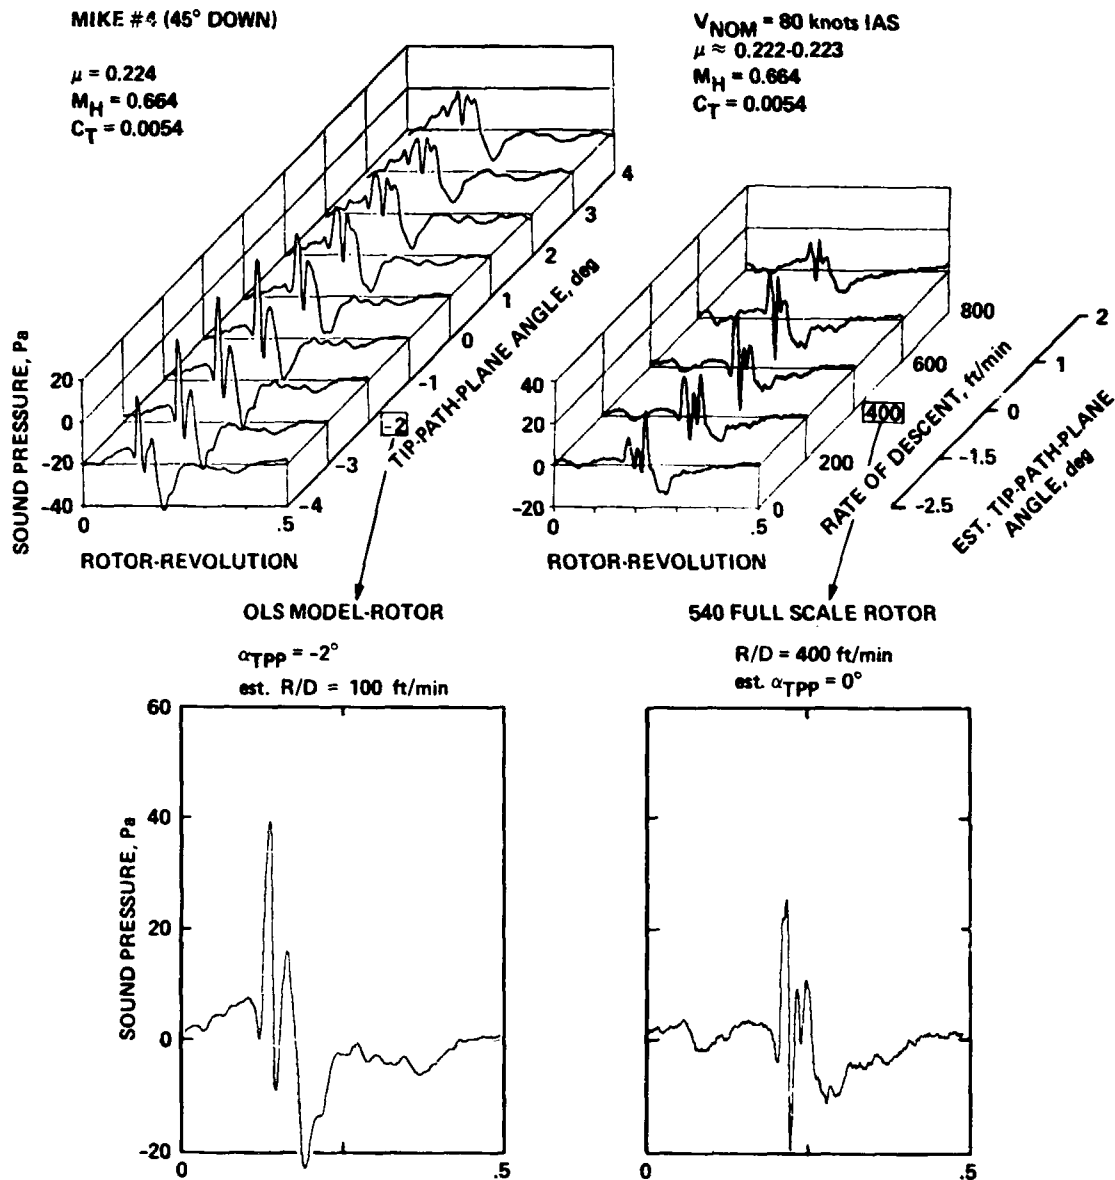 MIKE #4 (45° DOWN)
μ = 0.224
M_H = 0.664
C_T = 0.0054
V_NOM = 80 knots IAS
μ ≈ 0.222-0.223
M_H = 0.664
C_T = 0.0054
SOUND PRESSURE, Pa
20
0
-20
-40
0
.5
ROTOR-REVOLUTION
-4
-3
-2
-1
0
1
2
3
4
TIP-PATH-PLANE ANGLE, deg
40
20
0
-20
0
.5
ROTOR-REVOLUTION
0
200
400
600
800
RATE OF DESCENT, ft/min
-2.5
-1.5
0
1
2
EST. TIP-PATH-PLANE
ANGLE, deg
OLS MODEL-ROTOR
α_TPP = -2°
est. R/D = 100 ft/min
540 FULL SCALE ROTOR
R/D = 400 ft/min
est. α_TPP = 0°
SOUND PRESSURE, Pa
60
40
20
0
-20
0
.5
0
.5